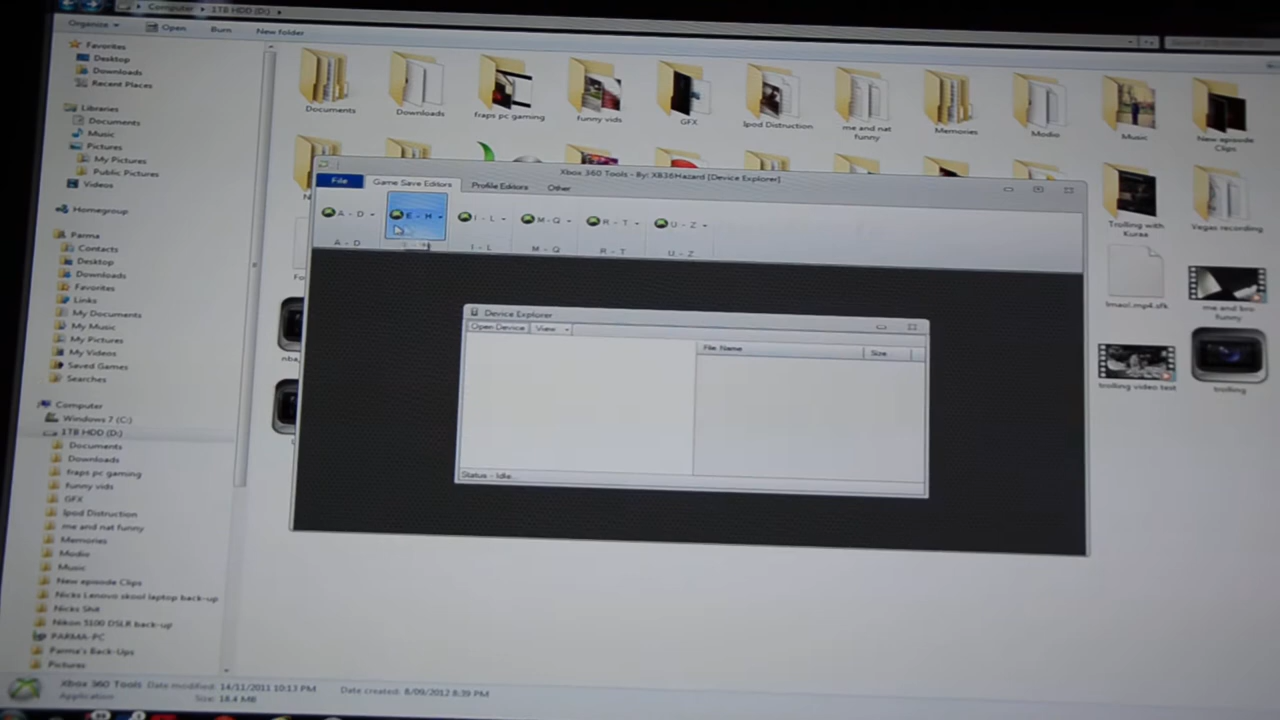 Computer ▸ 1TB HDD (D:) ▸
Organize
Open
Burn
New folder
Favorites
Desktop
Downloads
Recent Places
Libraries
Documents
Music
Pictures
My Pictures
Public Pictures
Videos
Homegroup
Parma
Contacts
Desktop
Downloads
Favorites
Links
My Documents
My Music
My Pictures
My Videos
Saved Games
Searches
Computer
Windows 7 (C:)
1TB HDD (D:)
Documents
Downloads
fraps pc gaming
funny vids
GFX
Ipod Distruction
me and nat funny
Memories
Modio
Music
New episode Clips
Nicks Lenovo skool laptop back-up
Nicks Shit
Nikon 5100 DSLR back-up
PARMA-PC
Parma's Back-Ups
Pictures
Documents
Downloads
fraps pc gaming
funny vids
GFX
Ipod Distruction
me and nat
funny
Memories
Modio
Music
New episode
Clips
Trolling with
Kuraa
Vegas recording
lmaol.mp4.sfk
me and bro
funny
trolling video test
trolling
Xbox 360 Tools - By: XB36Hazard [Device Explorer]
File
Game Save Editors
Profile Editors
Other
A - D
E - H
I - L
M - Q
R - T
U - Z
A - D
I - L
M - Q
R - T
U - Z
Device Explorer
Open Device
View
File Name
Size
Status - Idle
Xbox 360 Tools Date modified: 14/11/2011 10:13 PM
Date created: 8/09/2012 8:39 PM
Application
Size: 18.4 MB